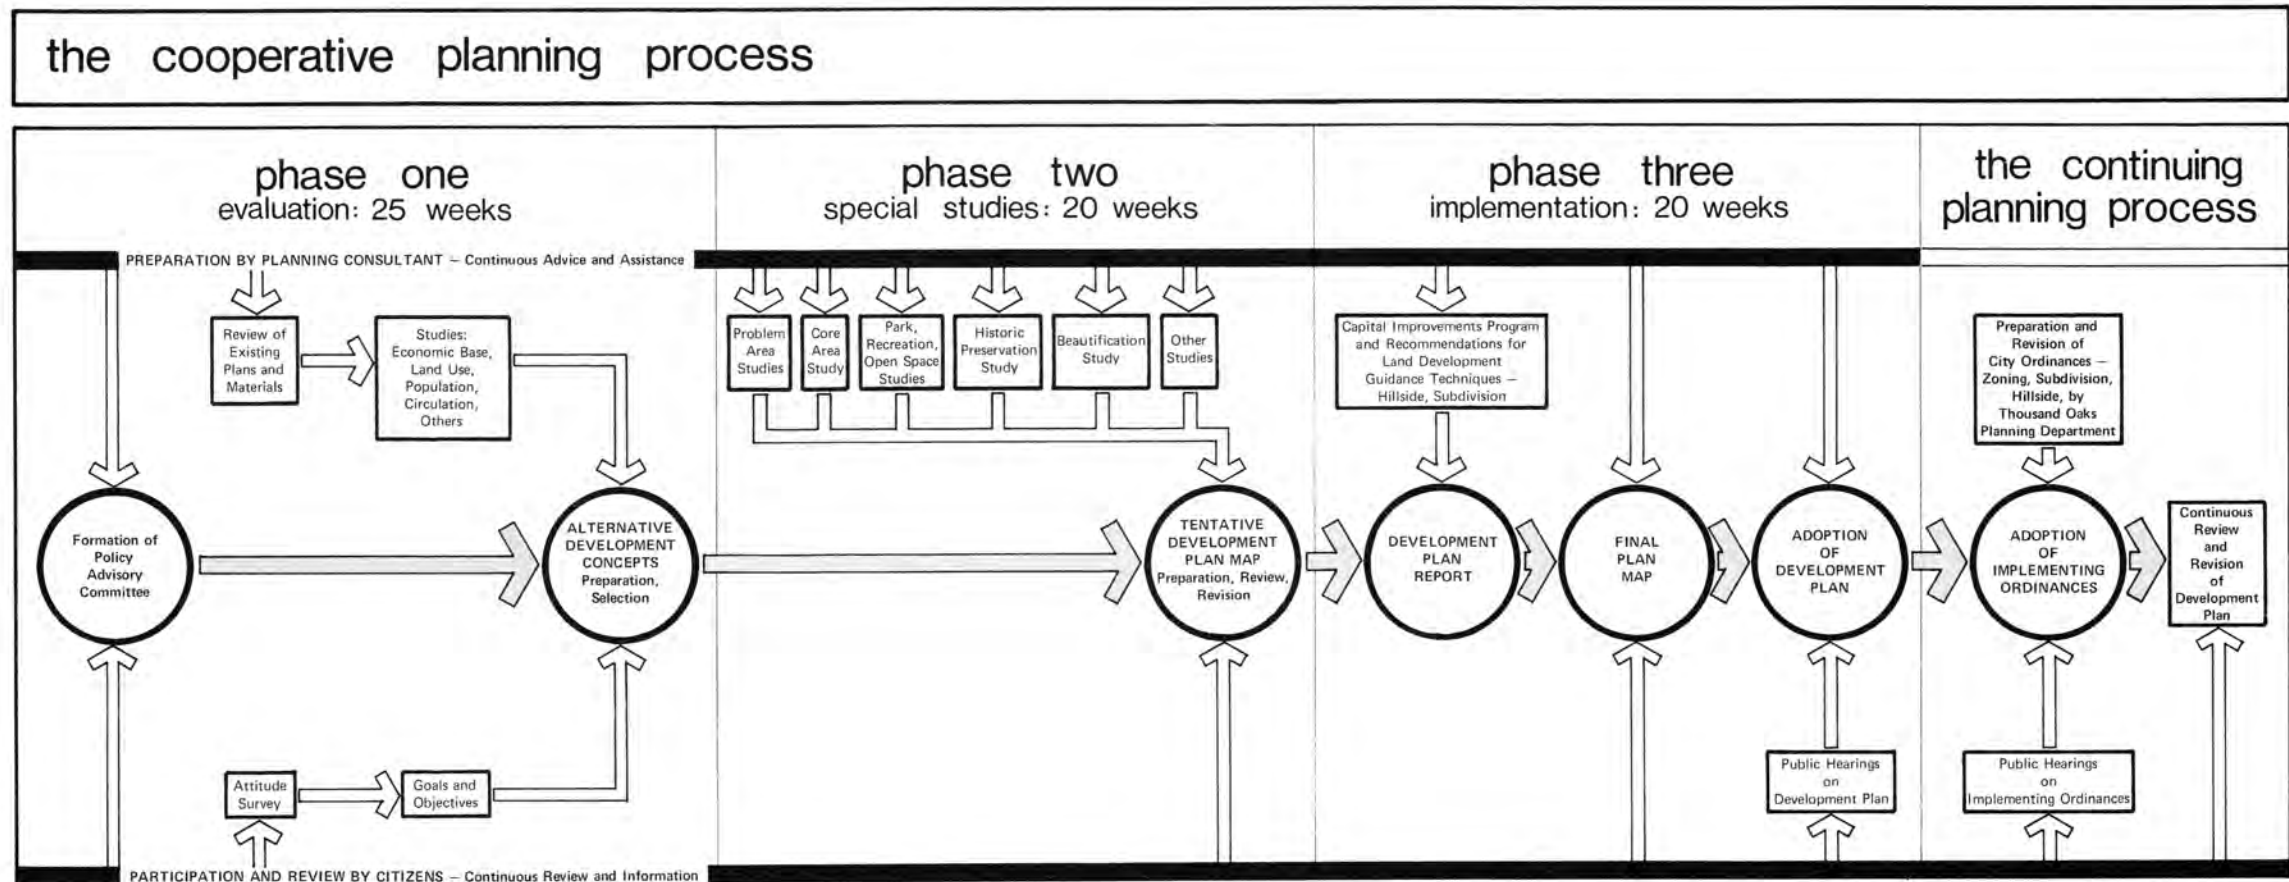 the cooperative planning process
phase one
evaluation: 25 weeks
phase two
special studies: 20 weeks
phase three
implementation: 20 weeks
the continuing
planning process
PREPARATION BY PLANNING CONSULTANT – Continuous Advice and Assistance
Review of
Existing
Plans and
Materials
Studies:
Economic Base,
Land Use,
Population,
Circulation,
Others
Problem
Area
Studies
Core
Area
Study
Park,
Recreation,
Open Space
Studies
Historic
Preservation
Study
Beautification
Study
Other
Studies
Capital Improvements Program
and Recommendations for
Land Development
Guidance Techniques –
Hillside, Subdivision
Preparation and
Revision of
City Ordinances –
Zoning, Subdivision,
Hillside, by
Thousand Oaks
Planning Department
Formation of
Policy
Advisory
Committee
ALTERNATIVE
DEVELOPMENT
CONCEPTS
Preparation,
Selection
TENTATIVE
DEVELOPMENT
PLAN MAP
Preparation, Review,
Revision
DEVELOPMENT
PLAN
REPORT
FINAL
PLAN
MAP
ADOPTION
OF
DEVELOPMENT
PLAN
ADOPTION
OF
IMPLEMENTING
ORDINANCES
Continuous
Review
and
Revision
of
Development
Plan
Attitude
Survey
Goals and
Objectives
Public Hearings
on
Development Plan
Public Hearings
on
Implementing Ordinances
PARTICIPATION AND REVIEW BY CITIZENS – Continuous Review and Information